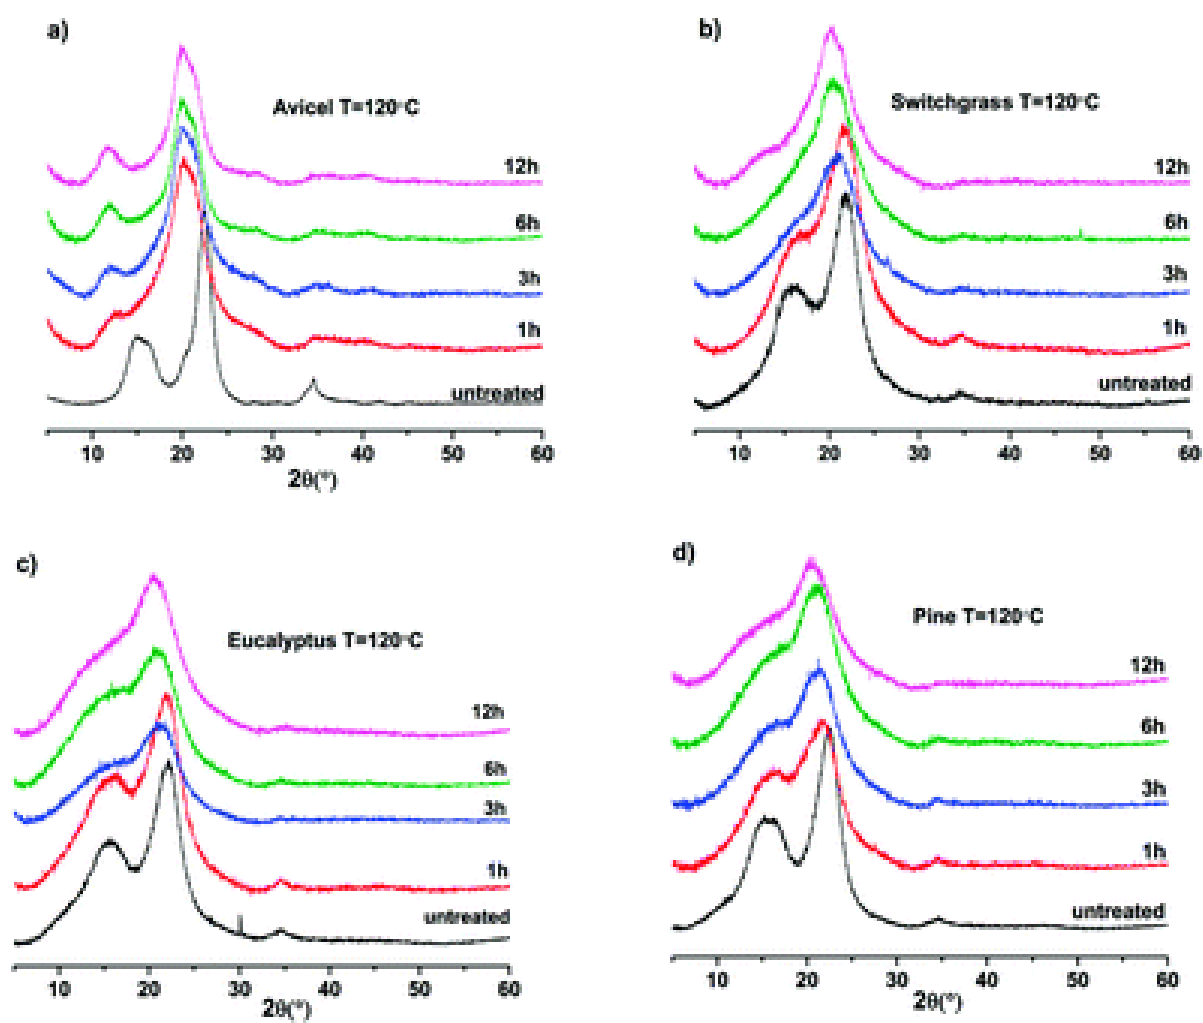 a)
Avicel T=120°C
12h
6h
3h
1h
untreated
10 20 30 40 50 60
2θ(°)
b)
Switchgrass T=120°C
12h
6h
3h
1h
untreated
10 20 30 40 50 60
c)
Eucalyptus T=120°C
12h
6h
3h
1h
untreated
10 20 30 40 50 60
2θ(°)
d)
Pine T=120°C
12h
6h
3h
1h
untreated
10 20 30 40 50 60
2θ(°)